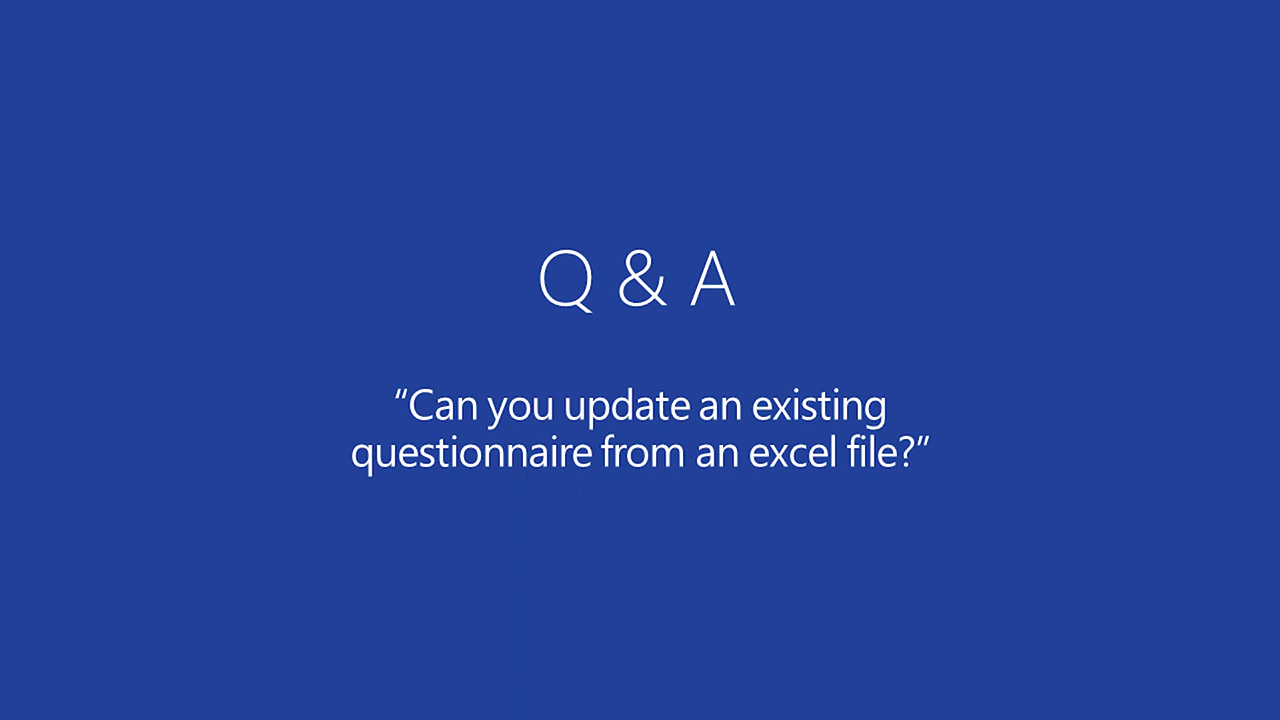 Q & A
“Can you update an existing
questionnaire from an excel file?”